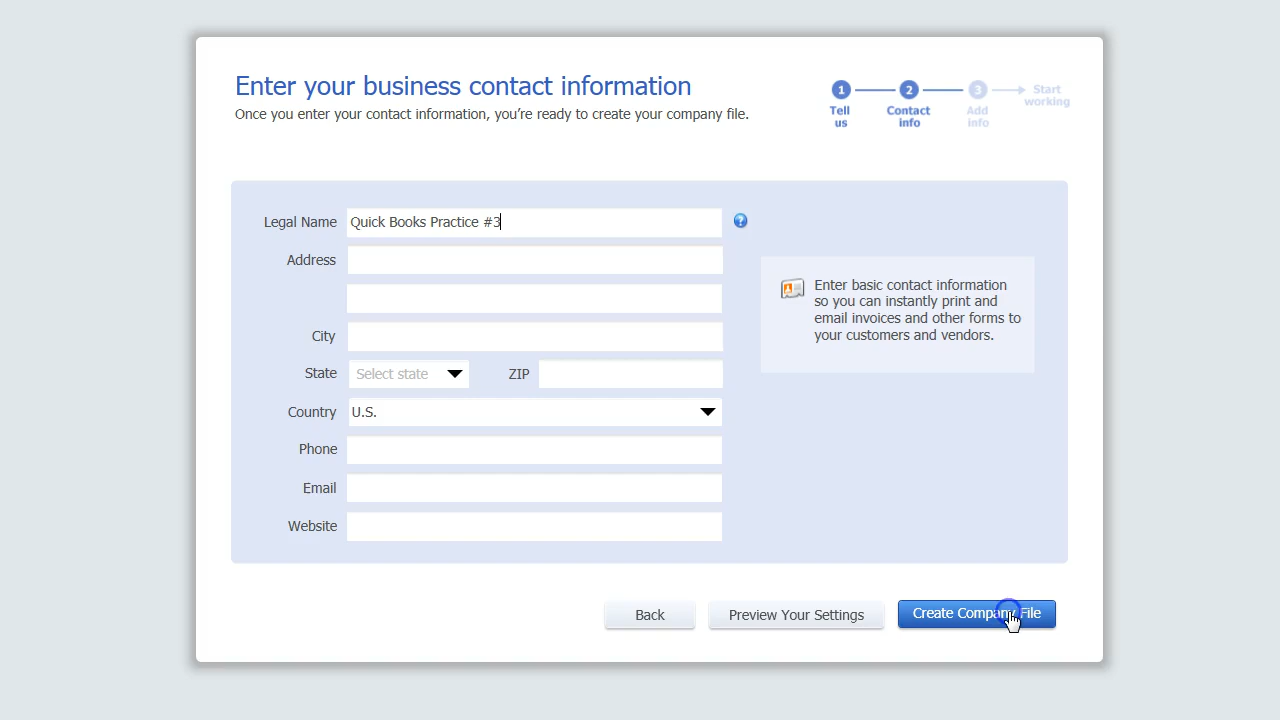 Enter your business contact information
Once you enter your contact information, you're ready to create your company file.
1 2 3 Start working
Tell us
Contact info
Add info
Legal Name Quick Books Practice #3 ?
Address
City
State Select state ZIP
Country U.S.
Phone
Email
Website
Enter basic contact information
so you can instantly print and
email invoices and other forms to
your customers and vendors.
Back Preview Your Settings Create Company File